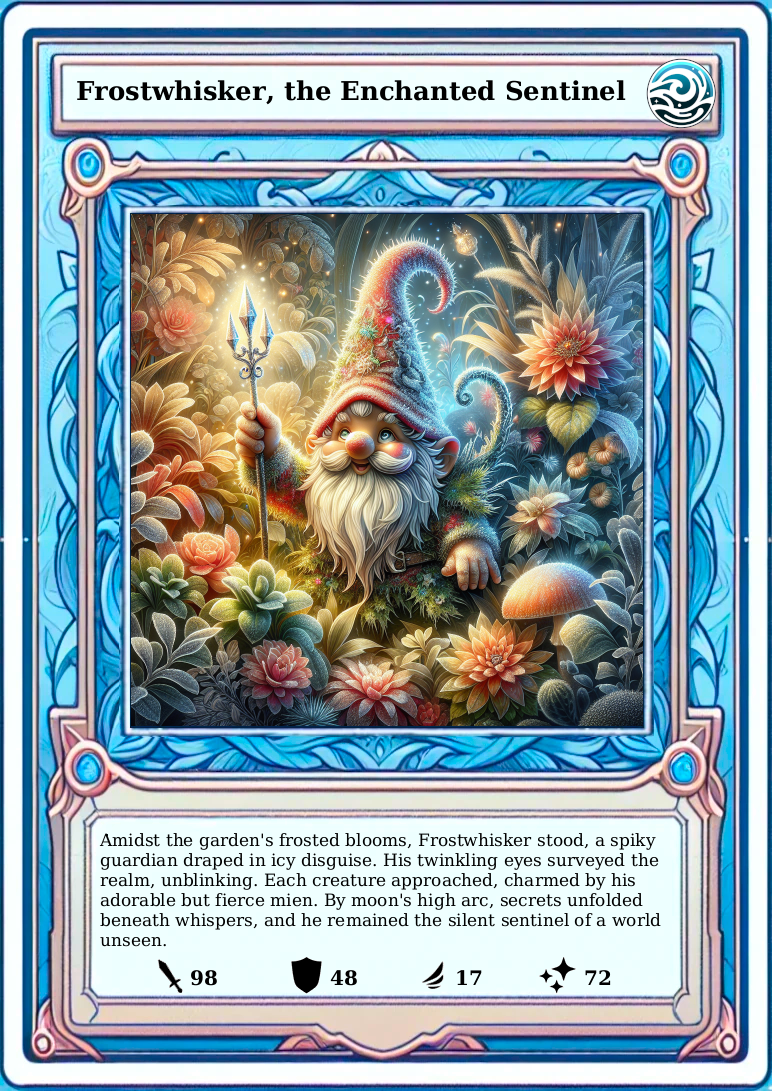 Frostwhisker, the Enchanted Sentinel
Amidst the garden's frosted blooms, Frostwhisker stood, a spiky
guardian draped in icy disguise. His twinkling eyes surveyed the
realm, unblinking. Each creature approached, charmed by his
adorable but fierce mien. By moon's high arc, secrets unfolded
beneath whispers, and he remained the silent sentinel of a world
unseen.
98 48 17 72